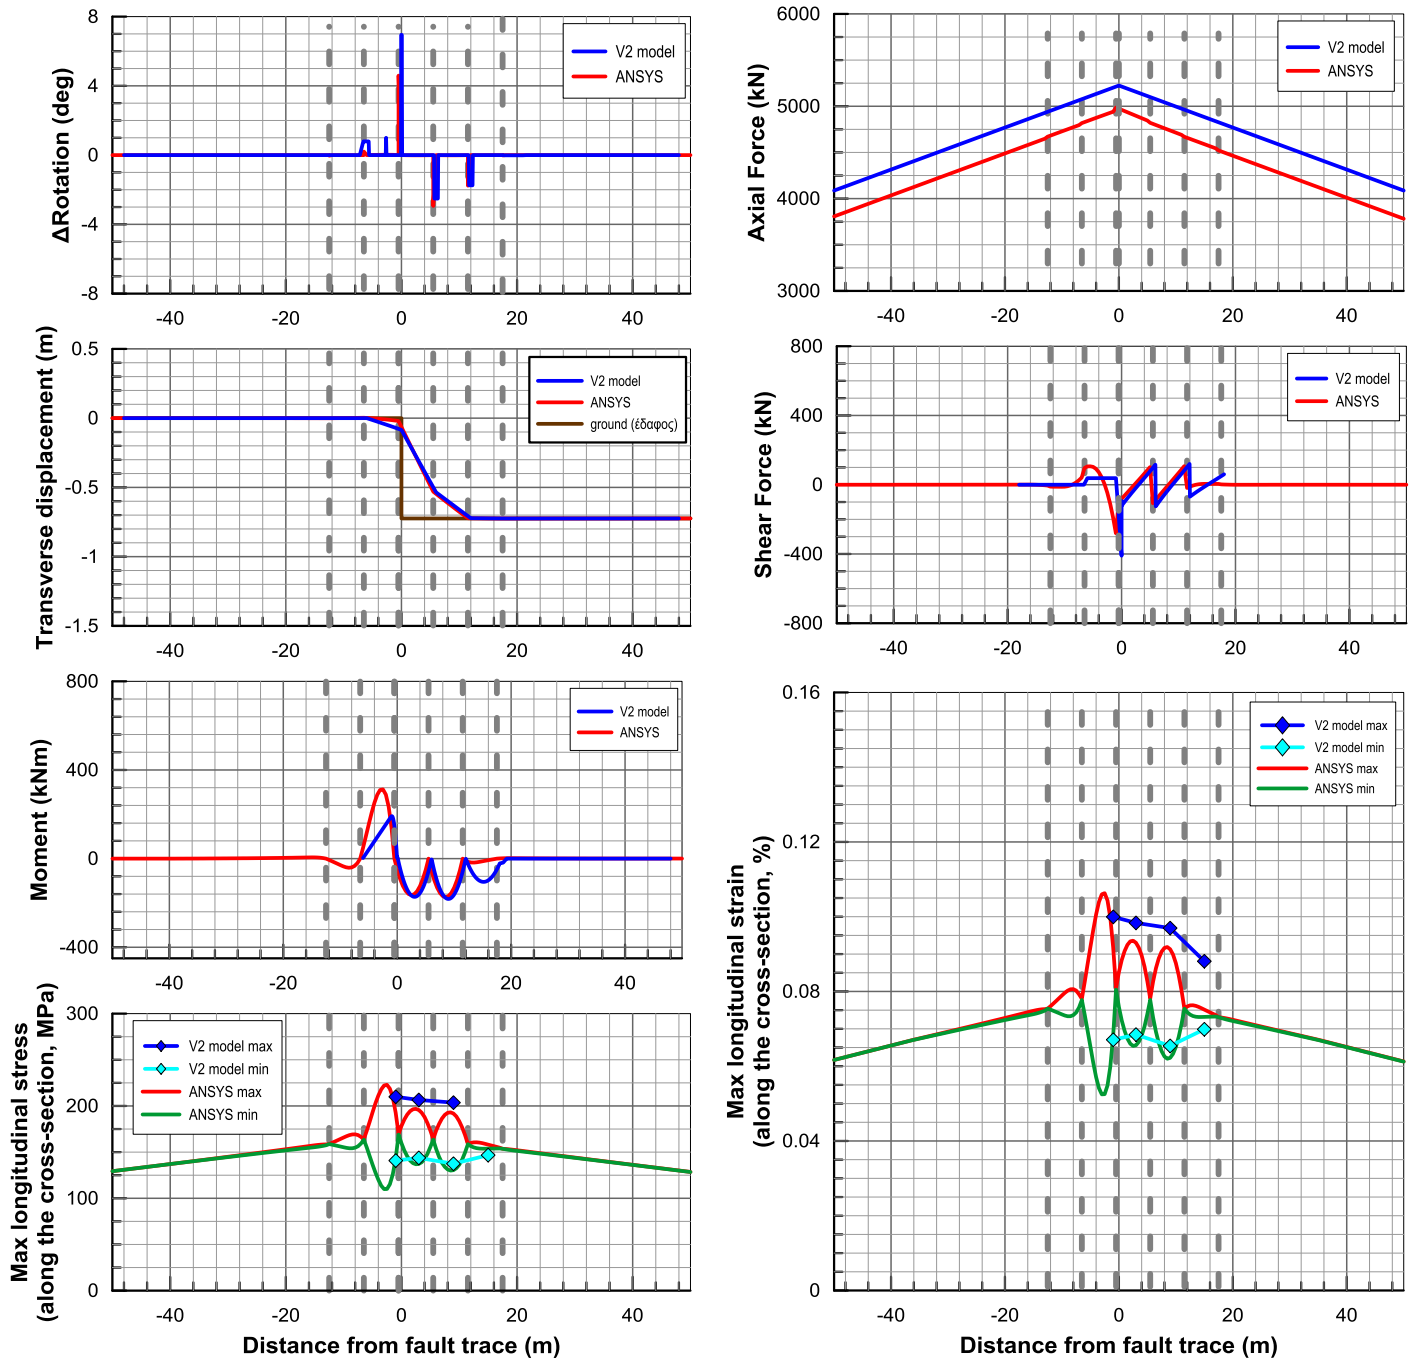 ΔRotation (deg)
8
4
0
-4
-8
V2 model
ANSYS
-40
-20
0
20
40
Axial Force (kN)
6000
5000
4000
3000
V2 model
ANSYS
-40
-20
0
20
40
Transverse displacement (m)
0.5
0
-0.5
-1
-1.5
V2 model
ANSYS
ground (έδαφος)
-40
-20
0
20
40
Shear Force (kN)
800
400
0
-400
-800
V2 model
ANSYS
-40
-20
0
20
40
Moment (kNm)
800
400
0
-400
V2 model
ANSYS
-40
-20
0
20
40
Max longitudinal stress
(along the cross-section, MPa)
300
250
200
150
100
0
V2 model max
V2 model min
ANSYS max
ANSYS min
-40
-20
0
20
40
Distance from fault trace (m)
Max longitudinal strain
(along the cross-section, %)
0.16
0.12
0.08
0.04
0
V2 model max
V2 model min
ANSYS max
ANSYS min
-40
-20
0
20
40
Distance from fault trace (m)